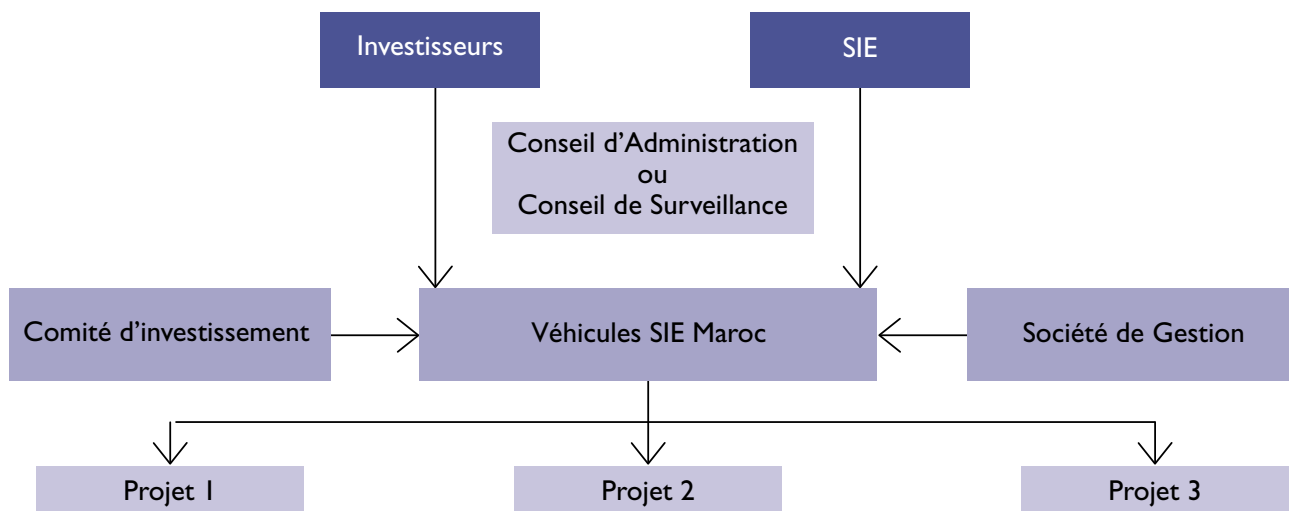 Investisseurs
SIE
Conseil d’Administration
ou
Conseil de Surveillance
Comité d’investissement
Véhicules SIE Maroc
Société de Gestion
Projet 1
Projet 2
Projet 3